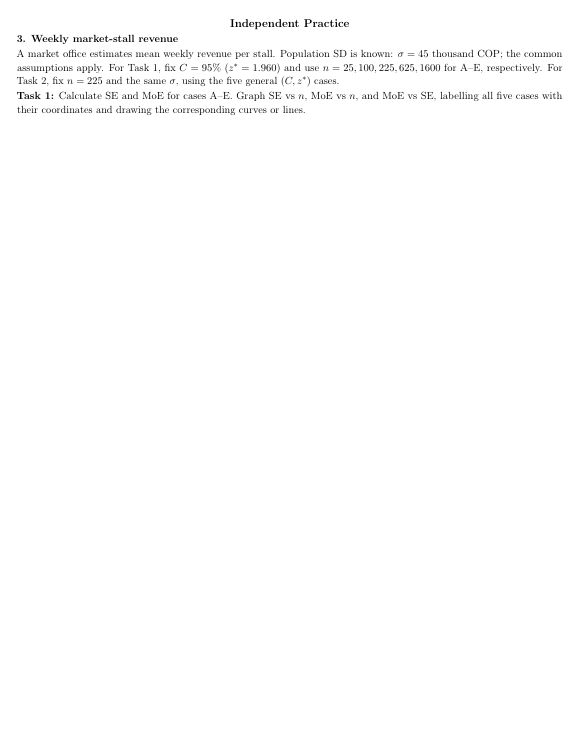 Independent Practice
3. Weekly market-stall revenue
A market office estimates mean weekly revenue per stall. Population SD is known: σ = 45 thousand COP; the common
assumptions apply. For Task 1, fix C = 95% (z* = 1.960) and use n = 25, 100, 225, 625, 1600 for A–E, respectively. For
Task 2, fix n = 225 and the same σ, using the five general (C, z*) cases.
Task 1: Calculate SE and MoE for cases A–E. Graph SE vs n, MoE vs n, and MoE vs SE, labelling all five cases with
their coordinates and drawing the corresponding curves or lines.